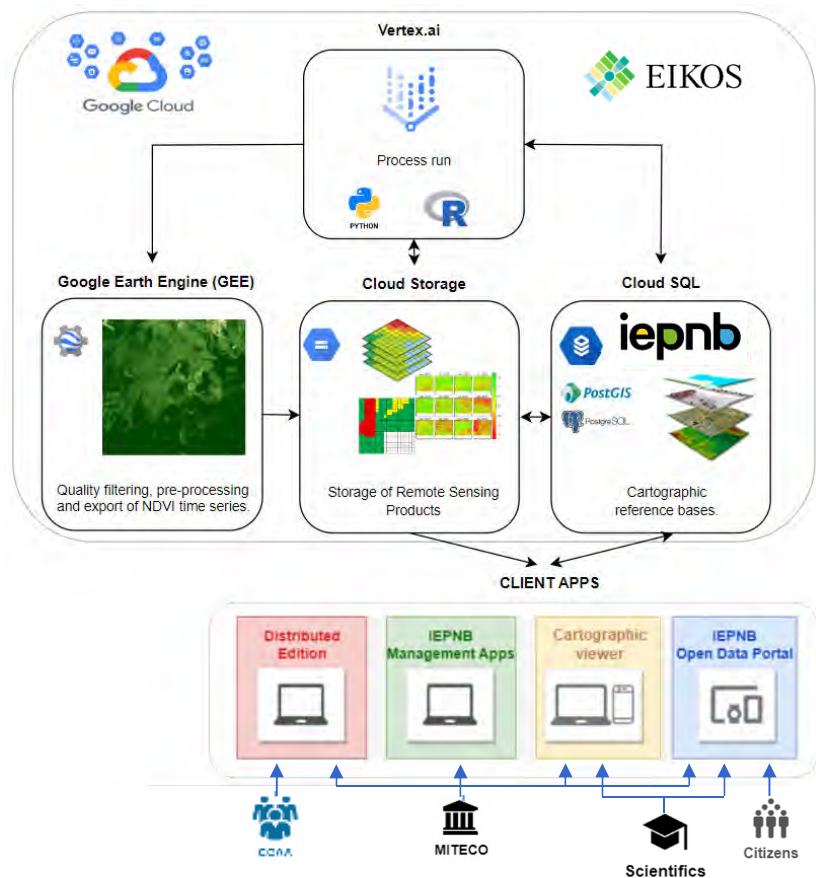 Vertex.ai
Google Cloud
EIKOS
Process run
PYTHON
R
Google Earth Engine (GEE)
Cloud Storage
Cloud SQL
iepnb
PostGIS
PostgreSQL
Quality filtering, pre-processing
and export of NDVI time series.
Storage of Remote Sensing
Products
Cartographic
reference bases.
CLIENT APPS
Distributed
Edition
IEPNB
Management Apps
Cartographic
viewer
IEPNB
Open Data Portal
CCAA
MITECO
Scientifics
Citizens